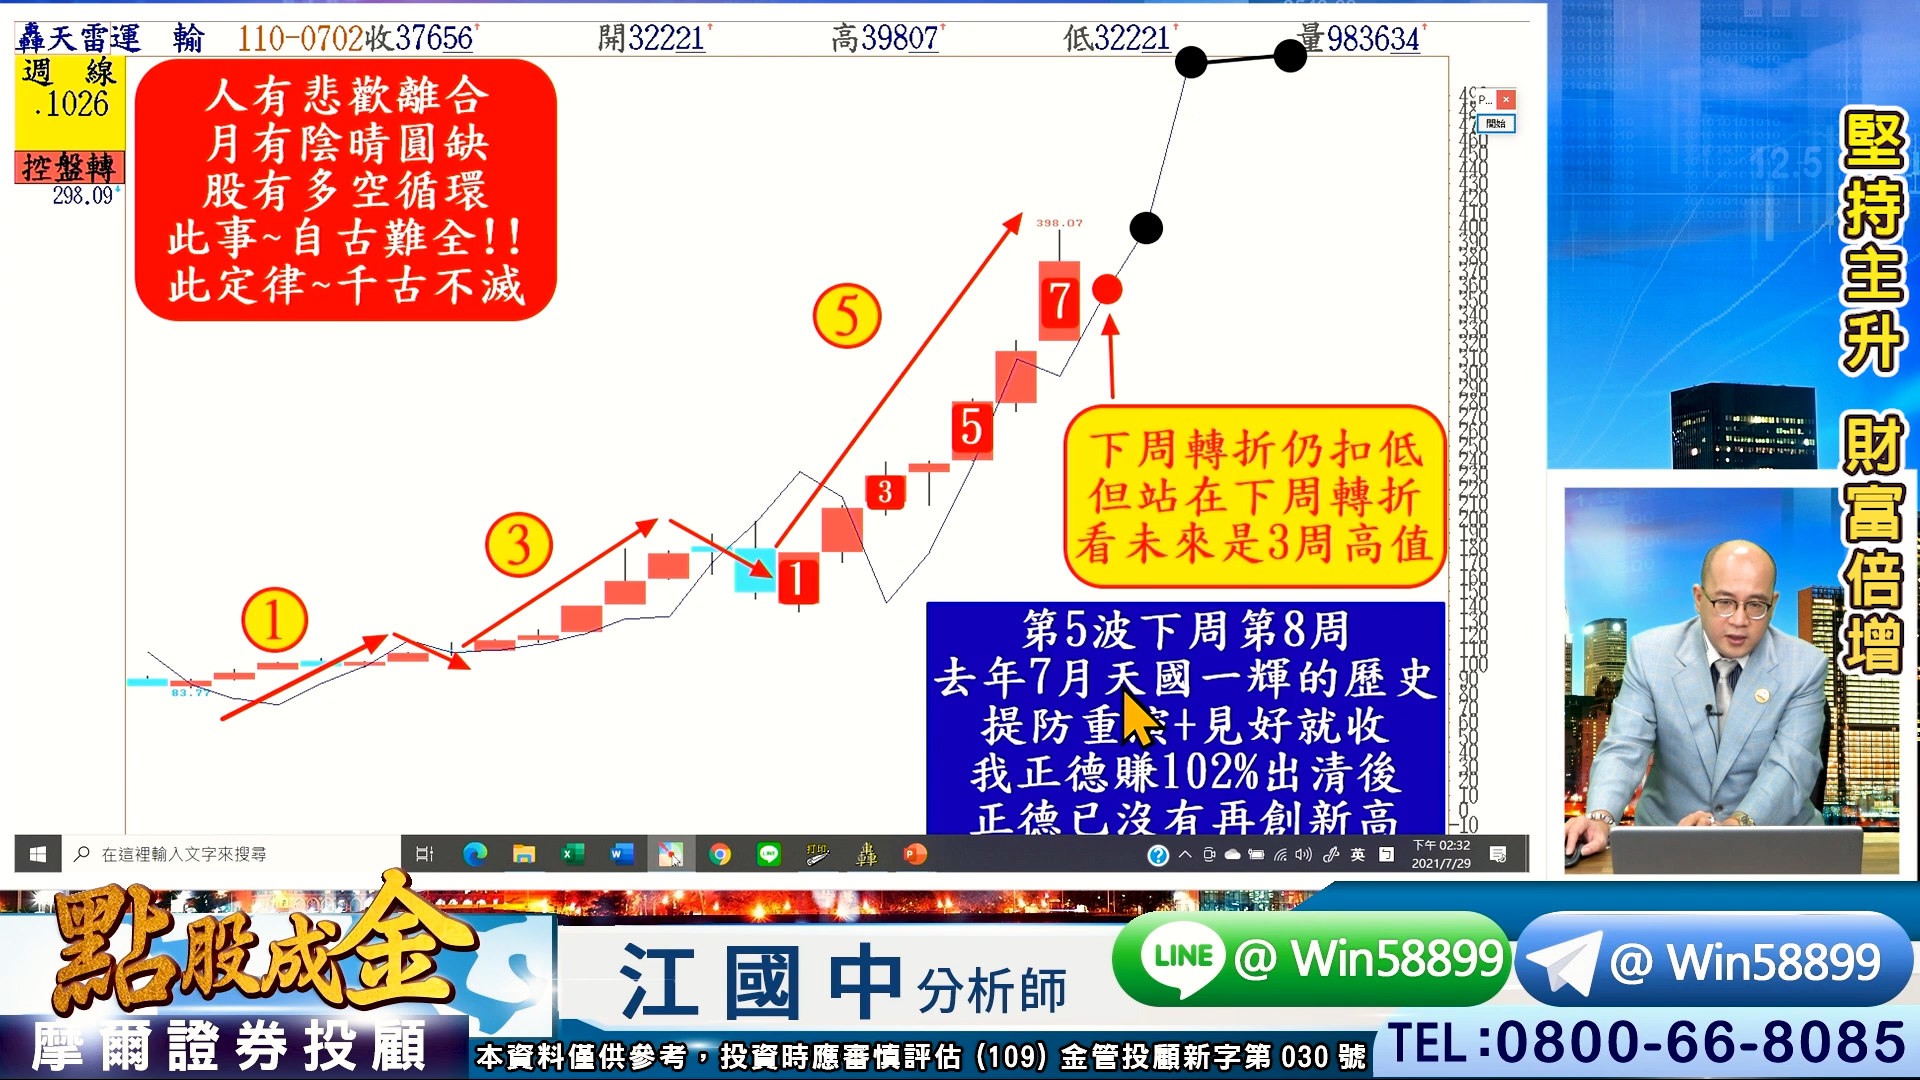 轟天雷運 輸 110-0702收37656 開32221 高39807 低32221 量983634
週 線
.1026
控盤轉
298.09
人有悲歡離合
月有陰晴圓缺
股有多空循環
此事~自古難全!!
此定律~千古不滅
398.07
83.77
①
③
⑤
1
3
5
7
開始
下周轉折仍扣低
但站在下周轉折
看未來是3周高值
第5波下周第8周
去年7月天國一輝的歷史
提防重演+見好就收
我正德賺102%出清後
正德已沒有再創新高
堅持主升 財富倍增
在這裡輸入文字來搜尋
英
下午 02:32
2021/7/29
點股成金
摩爾證券投顧
江國中 分析師
LINE @ Win58899
@ Win58899
TEL:0800-66-8085
本資料僅供參考，投資時應審慎評估 (109) 金管投顧新字第 030 號